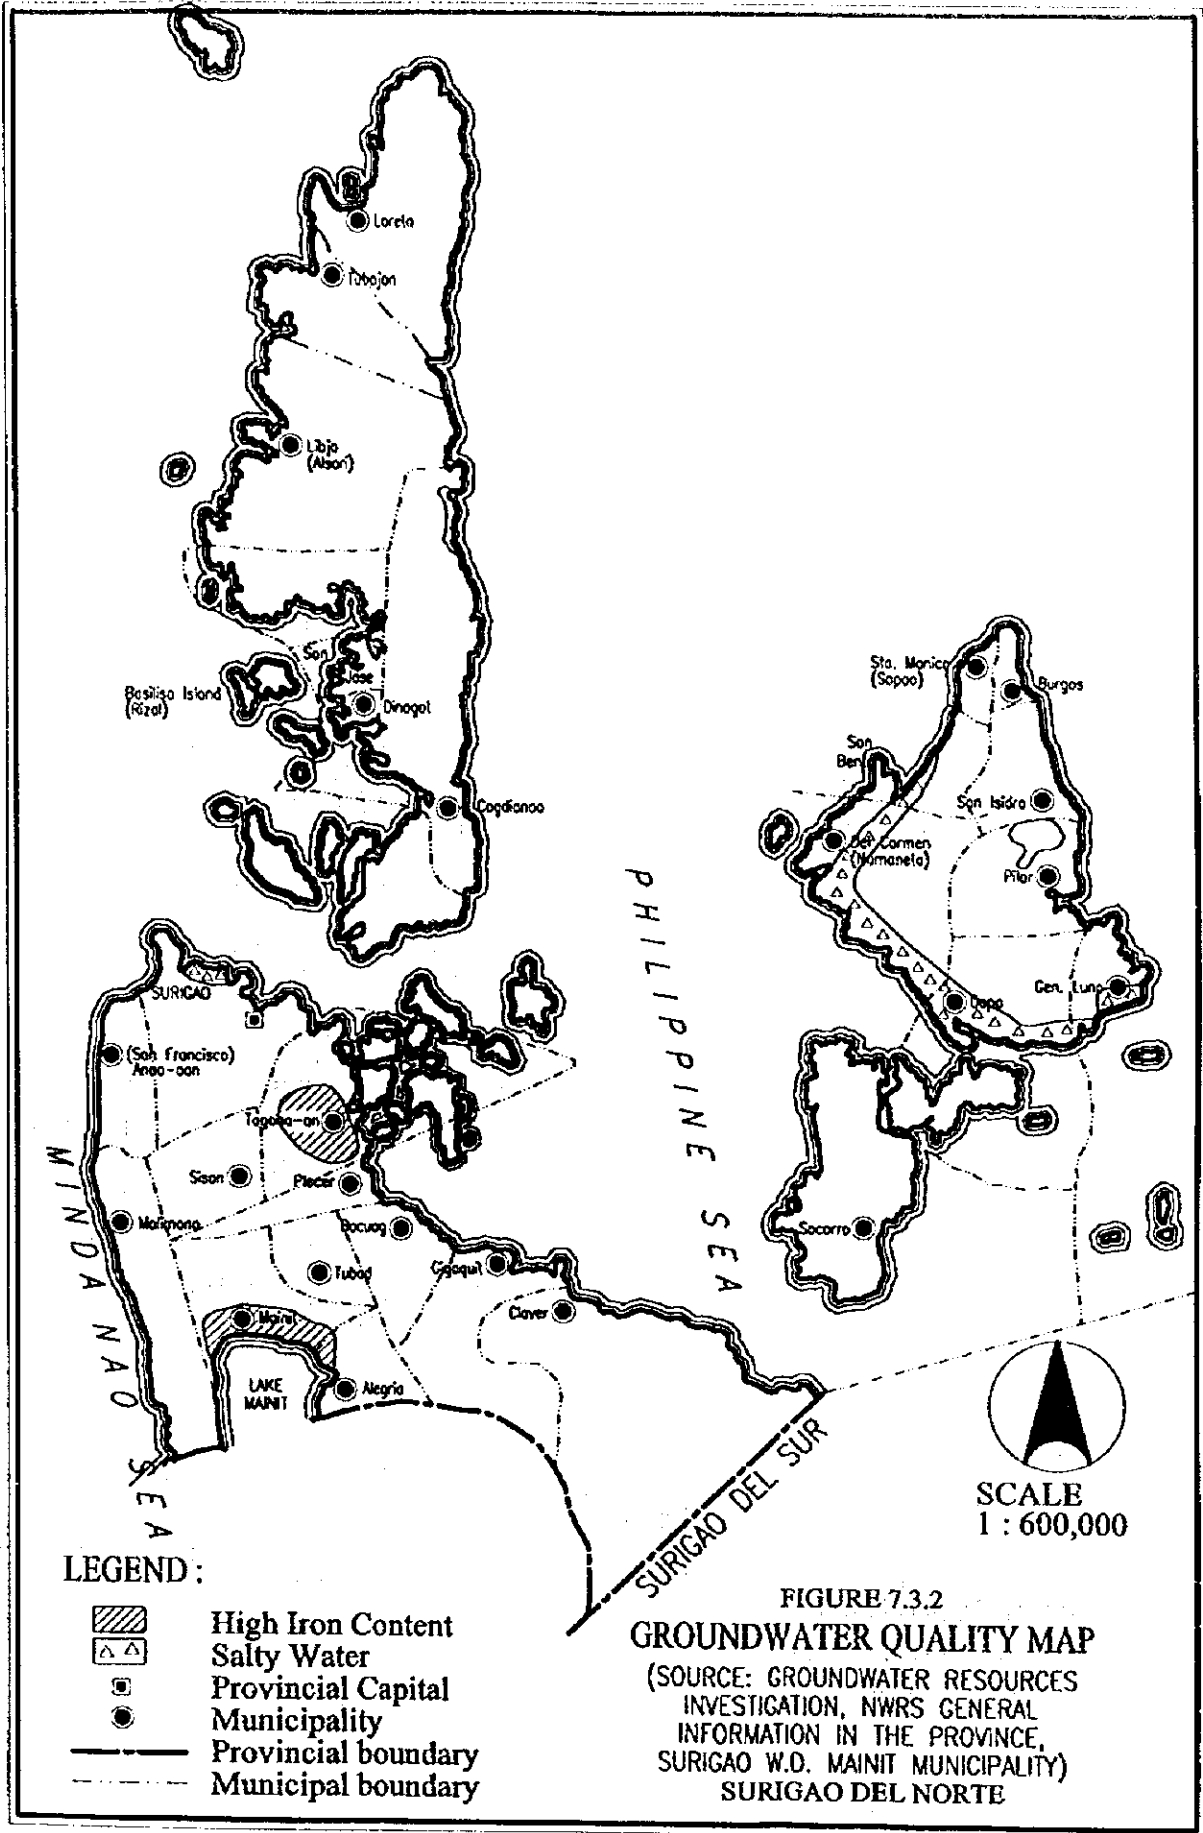 Loreto
Tubajon
Libjo
(Albor)
San
Jose
Basilisa Island
(Rizal)
Dinagat
Cagdianao
Sta. Monica
(Sapao)
Burgos
San
Ben
San Isidro
Del Carmen
(Numancia)
Pilar
Gen. Luna
Dapa
Socorro
SURIGAO
(San Francisco)
Anao-aon
Tagana-an
Sison
Placer
Malimono
Bacuag
Tubod
Gigaquit
Claver
Mainit
LAKE
MAINIT
Alegria
PHILIPPINE SEA
MINDANAO SEA
SURIGAO DEL SUR
SCALE
1 : 600,000
LEGEND :
High Iron Content
Salty Water
Provincial Capital
Municipality
Provincial boundary
Municipal boundary
FIGURE 7.3.2
GROUNDWATER QUALITY MAP
(SOURCE: GROUNDWATER RESOURCES
INVESTIGATION, NWRS GENERAL
INFORMATION IN THE PROVINCE,
SURIGAO W.D. MAINIT MUNICIPALITY)
SURIGAO DEL NORTE